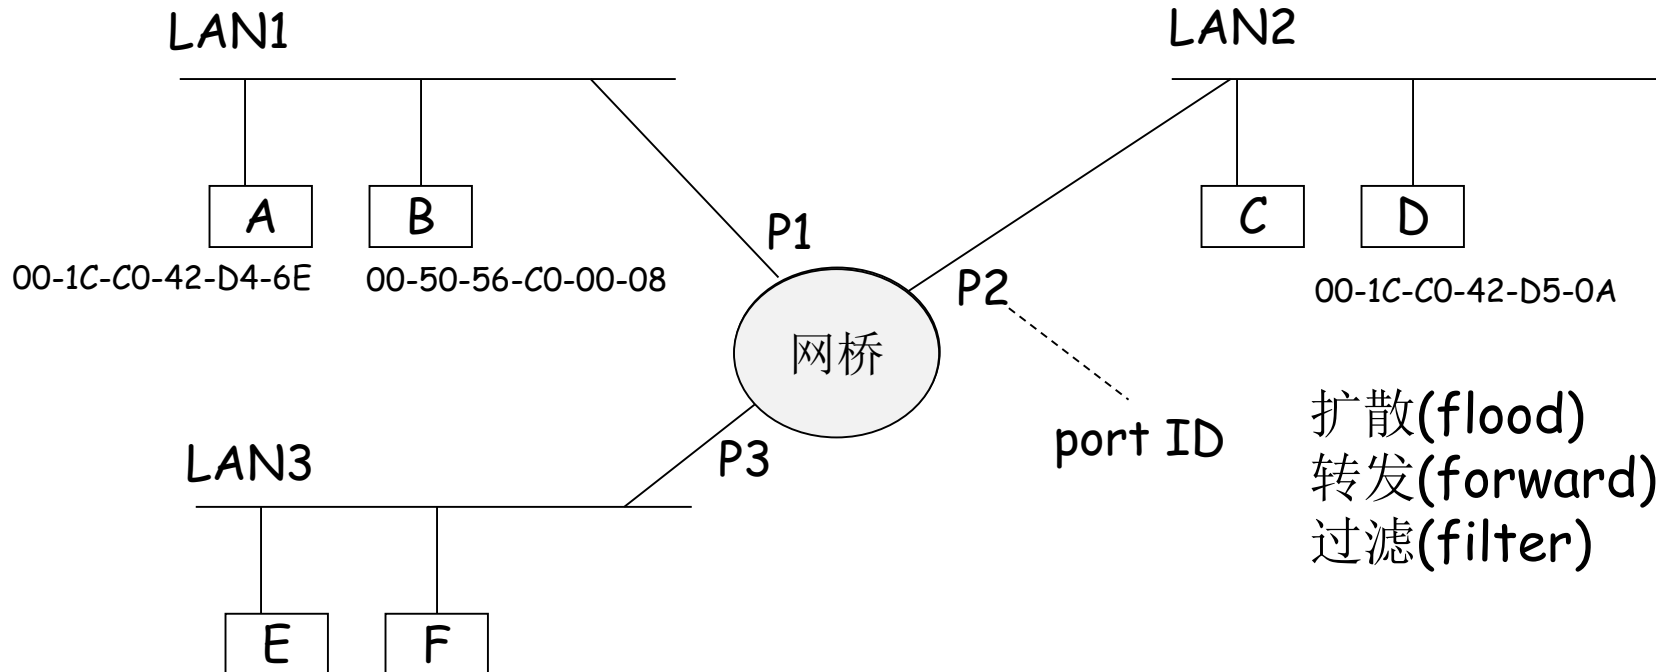 LAN1
LAN2
A
B
C
D
P1
00-1C-C0-42-D4-6E
00-50-56-C0-00-08
P2
00-1C-C0-42-D5-0A
网桥
port ID
P3
LAN3
扩散(flood)
转发(forward)
过滤(filter)
E
F